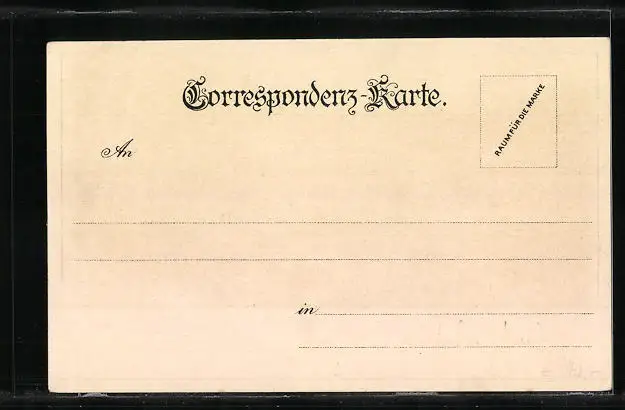 Correspondenz-Karte.
RAUM FÜR DIE MARKE
An
in